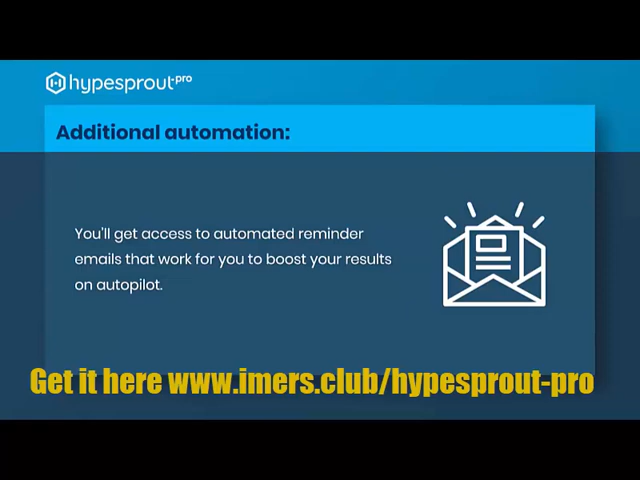 hypesprout-pro
Additional automation:
You'll get access to automated reminder
emails that work for you to boost your results
on autopilot.
Get it here www.imers.club/hypesprout-pro